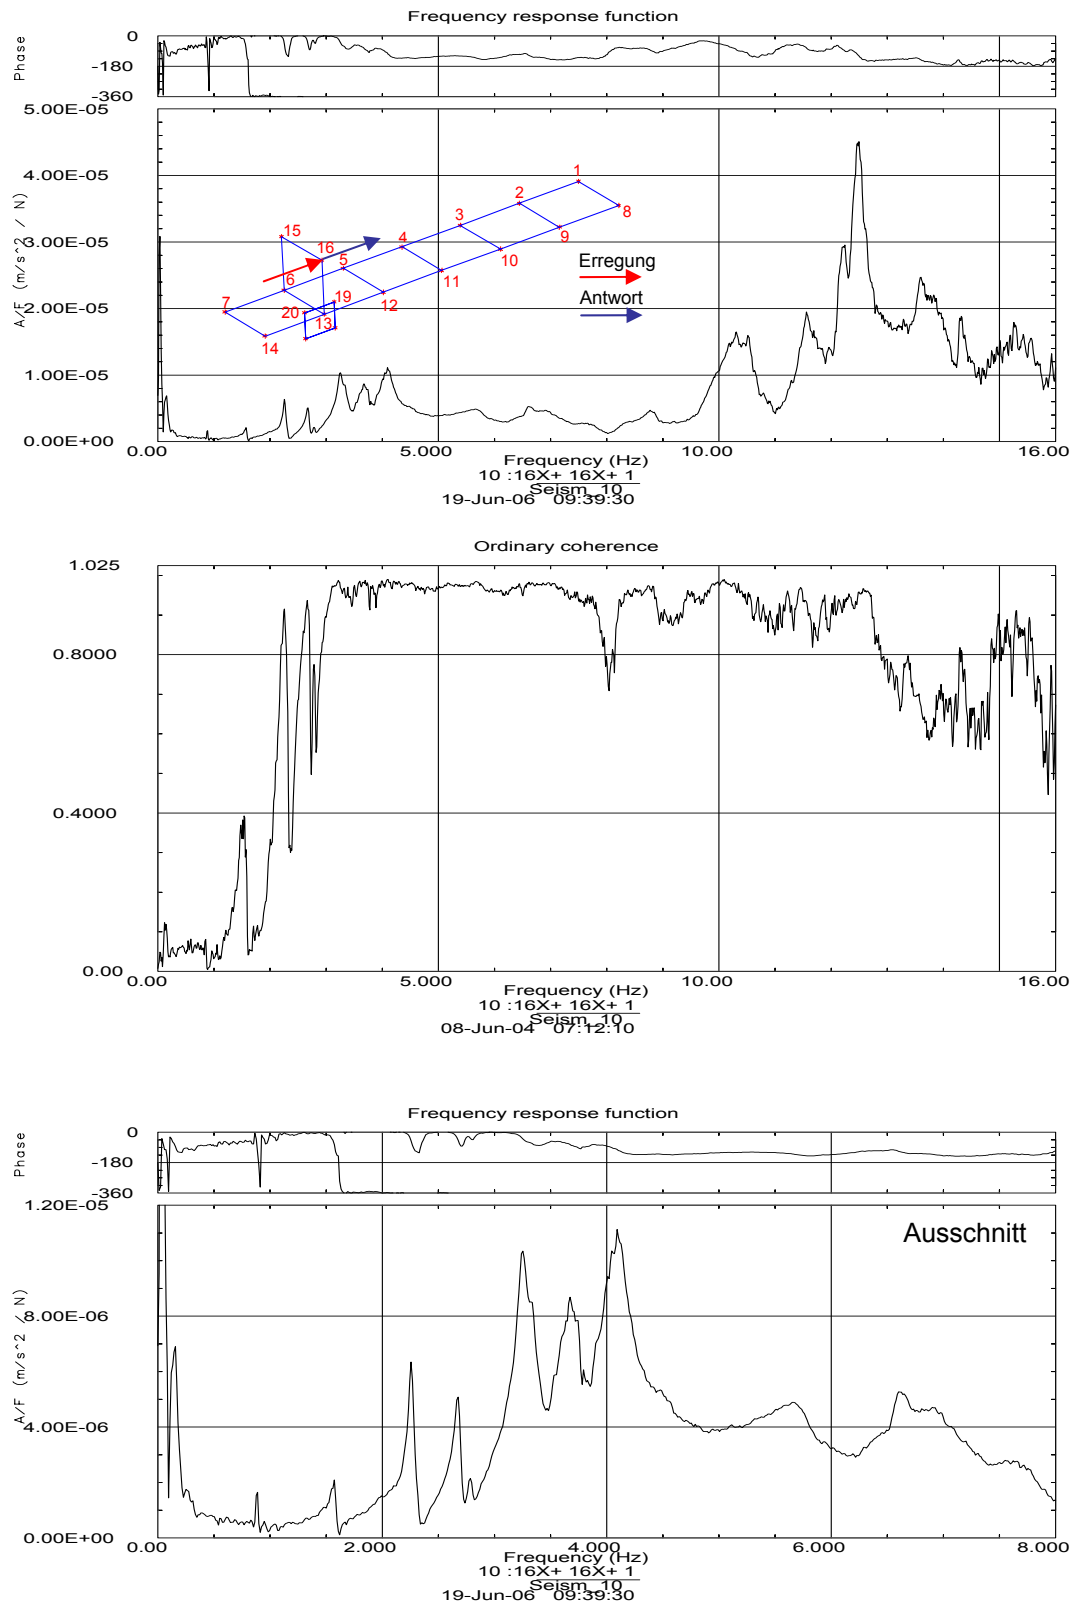 Frequency response function
Phase
0
-180
-360
A/F (m/s^2 / N)
5.00E-05
4.00E-05
3.00E-05
2.00E-05
1.00E-05
0.00E+00
1
2
8
3
9
15
16
4
10
5
11
6
12
7
19
20
13
14
Erregung
Antwort
0.00 5.000 10.00 16.00
Frequency (Hz)
10 :16X+ 16X+ 1
Seism_10
19-Jun-06 09:39:30
Ordinary coherence
1.025
0.8000
0.4000
0.00
0.00 5.000 10.00 16.00
Frequency (Hz)
10 :16X+ 16X+ 1
Seism_10
08-Jun-04 07:12:10
Frequency response function
Phase
0
-180
-360
A/F (m/s^2 / N)
1.20E-05
8.00E-06
4.00E-06
0.00E+00
Ausschnitt
0.00 2.000 4.000 6.000 8.000
Frequency (Hz)
10 :16X+ 16X+ 1
Seism_10
19-Jun-06 09:39:30